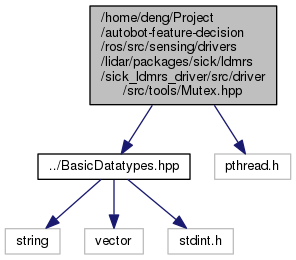 /home/deng/Project
/autobot-feature-decision
/ros/src/sensing/drivers
/lidar/packages/sick/ldmrs
/sick_ldmrs_driver/src/driver
/src/tools/Mutex.hpp
../BasicDatatypes.hpp
pthread.h
string
vector
stdint.h